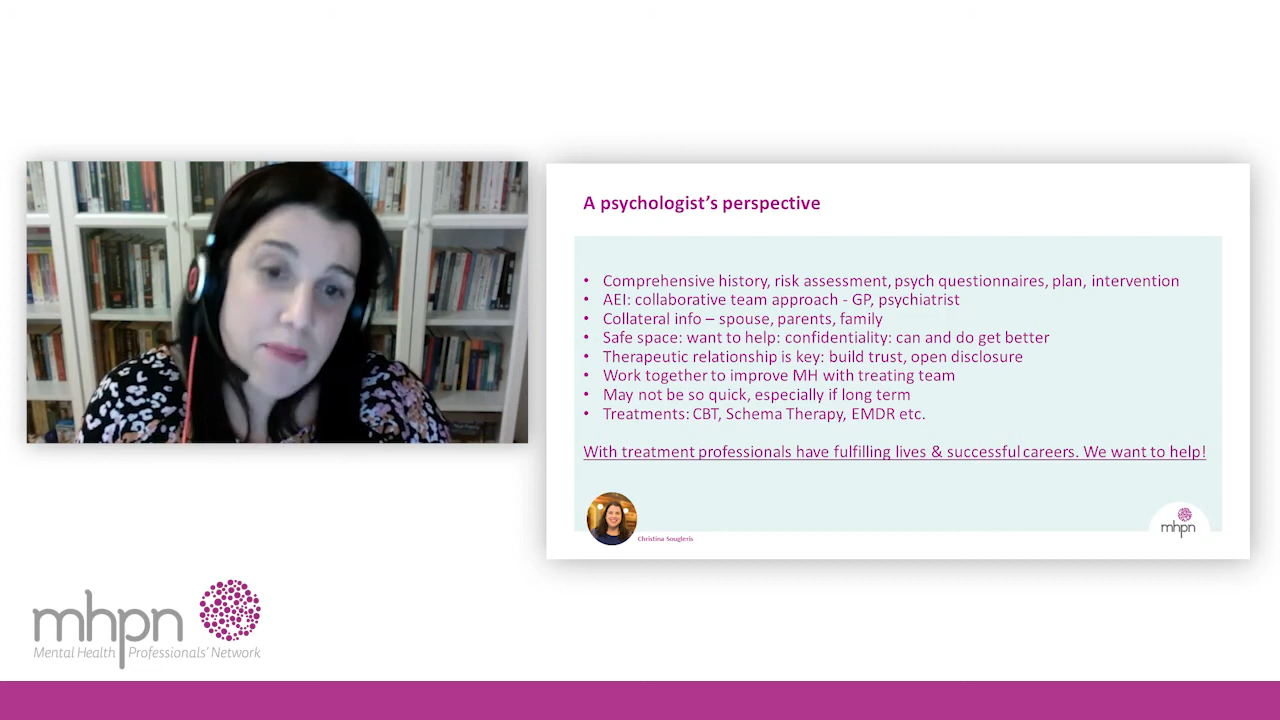 A psychologist's perspective
• Comprehensive history, risk assessment, psych questionnaires, plan, intervention
• AEI: collaborative team approach - GP, psychiatrist
• Collateral info – spouse, parents, family
• Safe space: want to help: confidentiality: can and do get better
• Therapeutic relationship is key: build trust, open disclosure
• Work together to improve MH with treating team
• May not be so quick, especially if long term
• Treatments: CBT, Schema Therapy, EMDR etc.
With treatment professionals have fulfilling lives & successful careers. We want to help!
Christina Sougleris
mhpn
mhpn
Mental Health Professionals' Network